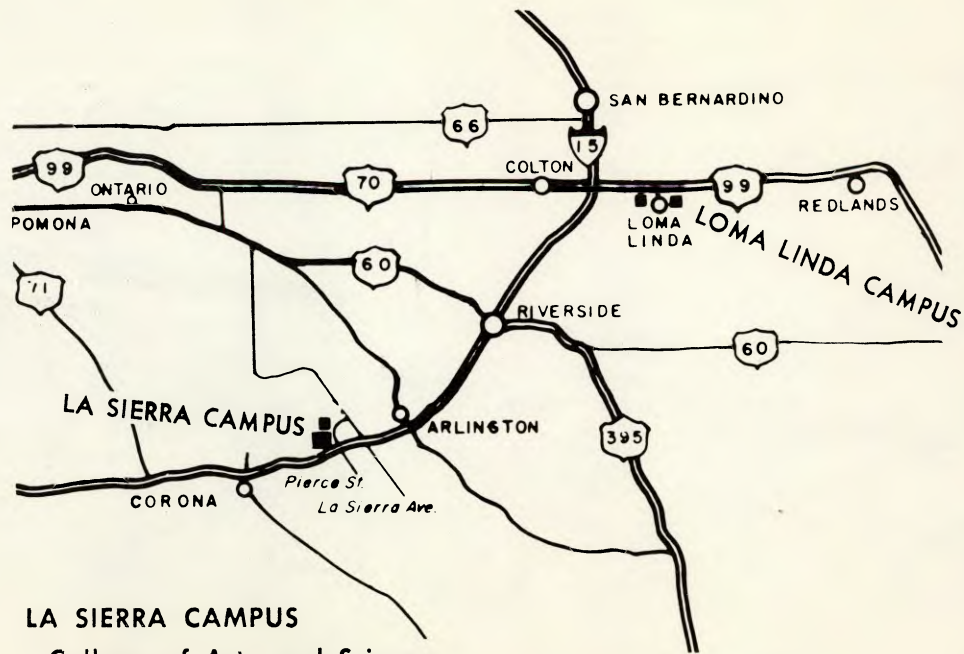 SAN BERNARDINO
66
15
99
COLTON
70
99
ONTARIO
REDLANDS
POMONA
LOMA
LINDA
LOMA LINDA CAMPUS
60
71
RIVERSIDE
60
LA SIERRA CAMPUS
ARLINGTON
395
Pierce St.
CORONA
La Sierra Ave.
LA SIERRA CAMPUS